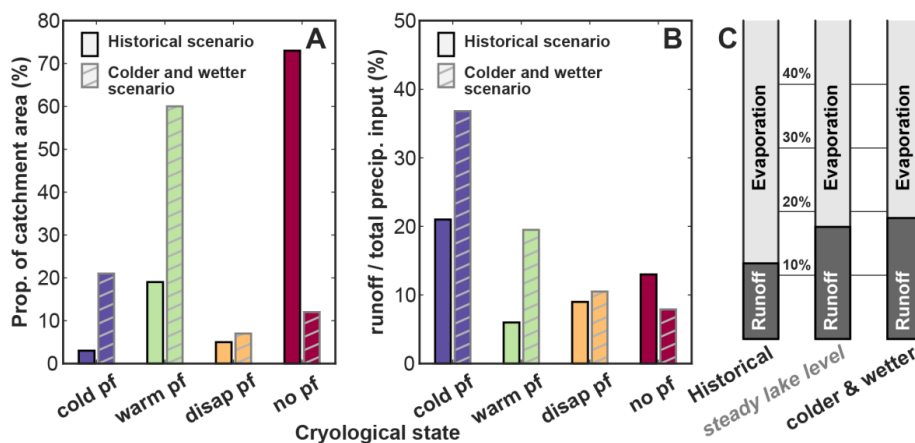 A
Prop. of catchment area (%)
80
70
60
50
40
30
20
10
0
Historical scenario
Colder and wetter
scenario
cold pf
warm pf
disap pf
no pf
B
runoff / total precip. input (%)
50
40
30
20
10
0
Historical scenario
Colder and wetter
scenario
cold pf
warm pf
disap pf
no pf
Cryological state
C
40%
30%
20%
10%
Evaporation
Runoff
Evaporation
Runoff
Evaporation
Runoff
Historical
steady lake level
colder & wetter